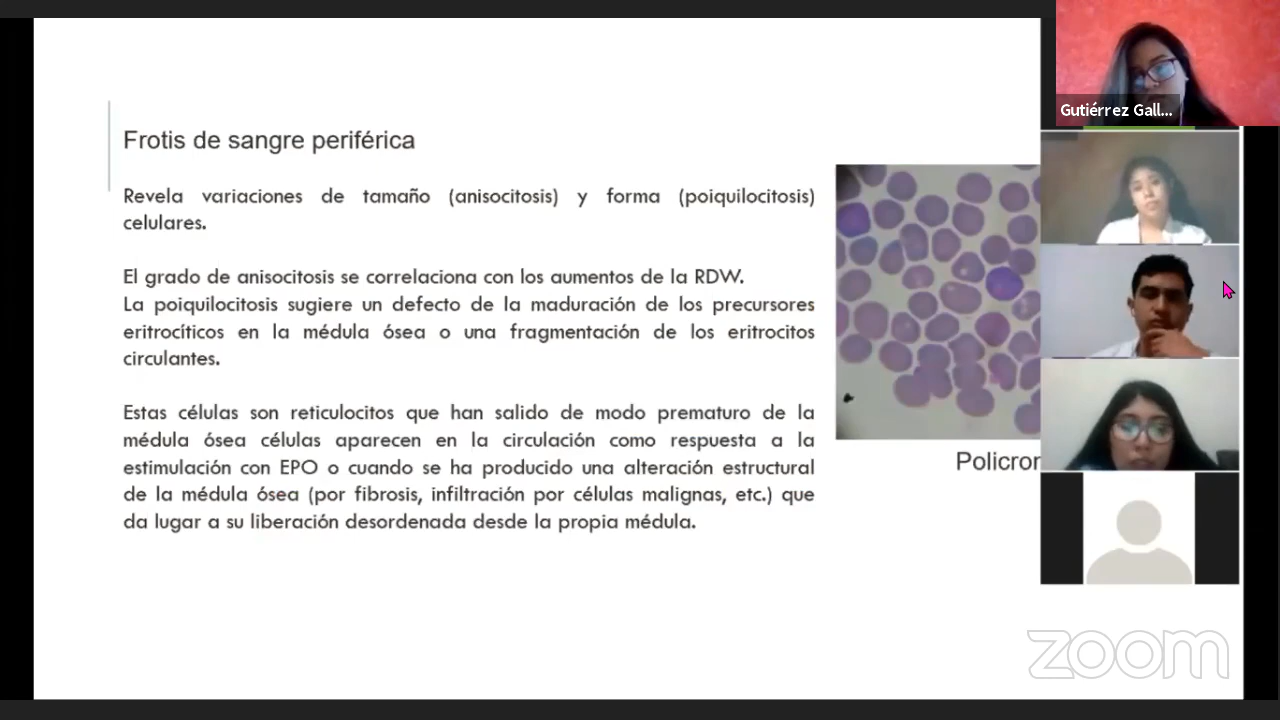 Gutiérrez Gall...
Frotis de sangre periférica
Revela variaciones de tamaño (anisocitosis) y forma (poiquilocitosis)
celulares.
El grado de anisocitosis se correlaciona con los aumentos de la RDW.
La poiquilocitosis sugiere un defecto de la maduración de los precursores
eritrocíticos en la médula ósea o una fragmentación de los eritrocitos
circulantes.
Estas células son reticulocitos que han salido de modo prematuro de la
médula ósea células aparecen en la circulación como respuesta a la
estimulación con EPO o cuando se ha producido una alteración estructural
de la médula ósea (por fibrosis, infiltración por células malignas, etc.) que
da lugar a su liberación desordenada desde la propia médula.
Policror
zoom